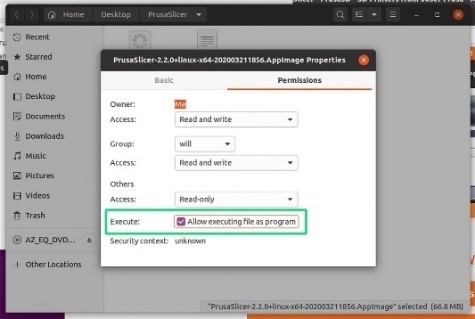 Home Desktop PrusaSlicer
Recent
Starred
Home
Desktop
Documents
Downloads
Music
Pictures
Videos
Trash
AZ_EQ_DVD...
+ Other Locations
PrusaSlicer-2.2.0+linux-x64-202003211856.AppImage Properties
Basic Permissions
Owner: Me
Access: Read and write
Group: will
Access: Read and write
Others
Access: Read-only
Execute: Allow executing file as program
Security context: unknown
"PrusaSlicer-2.2.0+linux-x64-202003211856.AppImage" selected (66.8 MB)